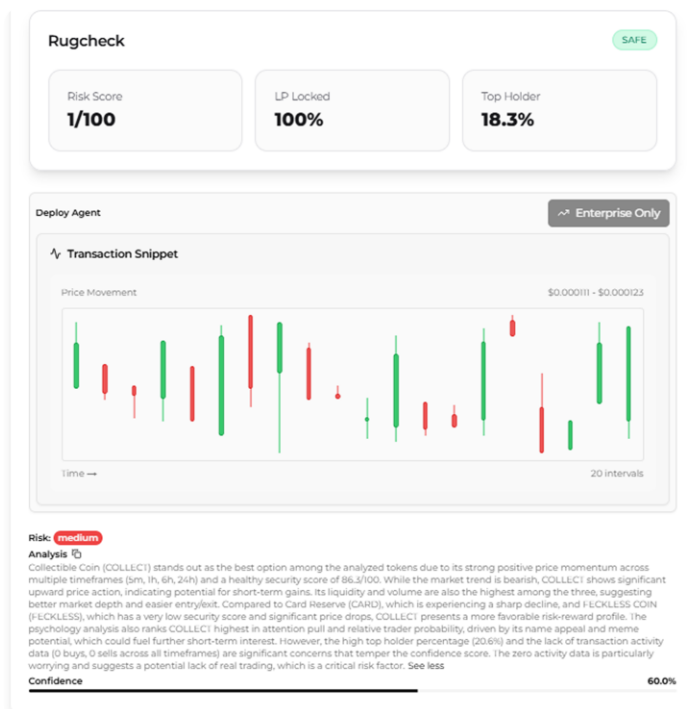 Rugcheck
SAFE
Risk Score
1/100
LP Locked
100%
Top Holder
18.3%
Deploy Agent
Enterprise Only
Transaction Snippet
Price Movement
$0.000111 - $0.000123
Time →
20 intervals
Risk: medium
Analysis
Collectible Coin (COLLECT) stands out as the best option among the analyzed tokens due to its strong positive price momentum across
multiple timeframes (5m, 1h, 6h, 24h) and a healthy security score of 86.3/100. While the market trend is bearish, COLLECT shows significant
upward price action, indicating potential for short-term gains. Its liquidity and volume are also the highest among the three, suggesting
better market depth and easier entry/exit. Compared to Card Reserve (CARD), which is experiencing a sharp decline, and FECKLESS COIN
(FECKLESS), which has a very low security score and significant price drops, COLLECT presents a more favorable risk-reward profile. The
psychology analysis also ranks COLLECT highest in attention pull and relative trader probability, driven by its name appeal and meme
potential, which could fuel further short-term interest. However, the high top holder percentage (20.6%) and the lack of transaction activity
data (0 buys, 0 sells across all timeframes) are significant concerns that temper the confidence score. The zero activity data is particularly
worrying and suggests a potential lack of real trading, which is a critical risk factor. See less
Confidence
60.0%